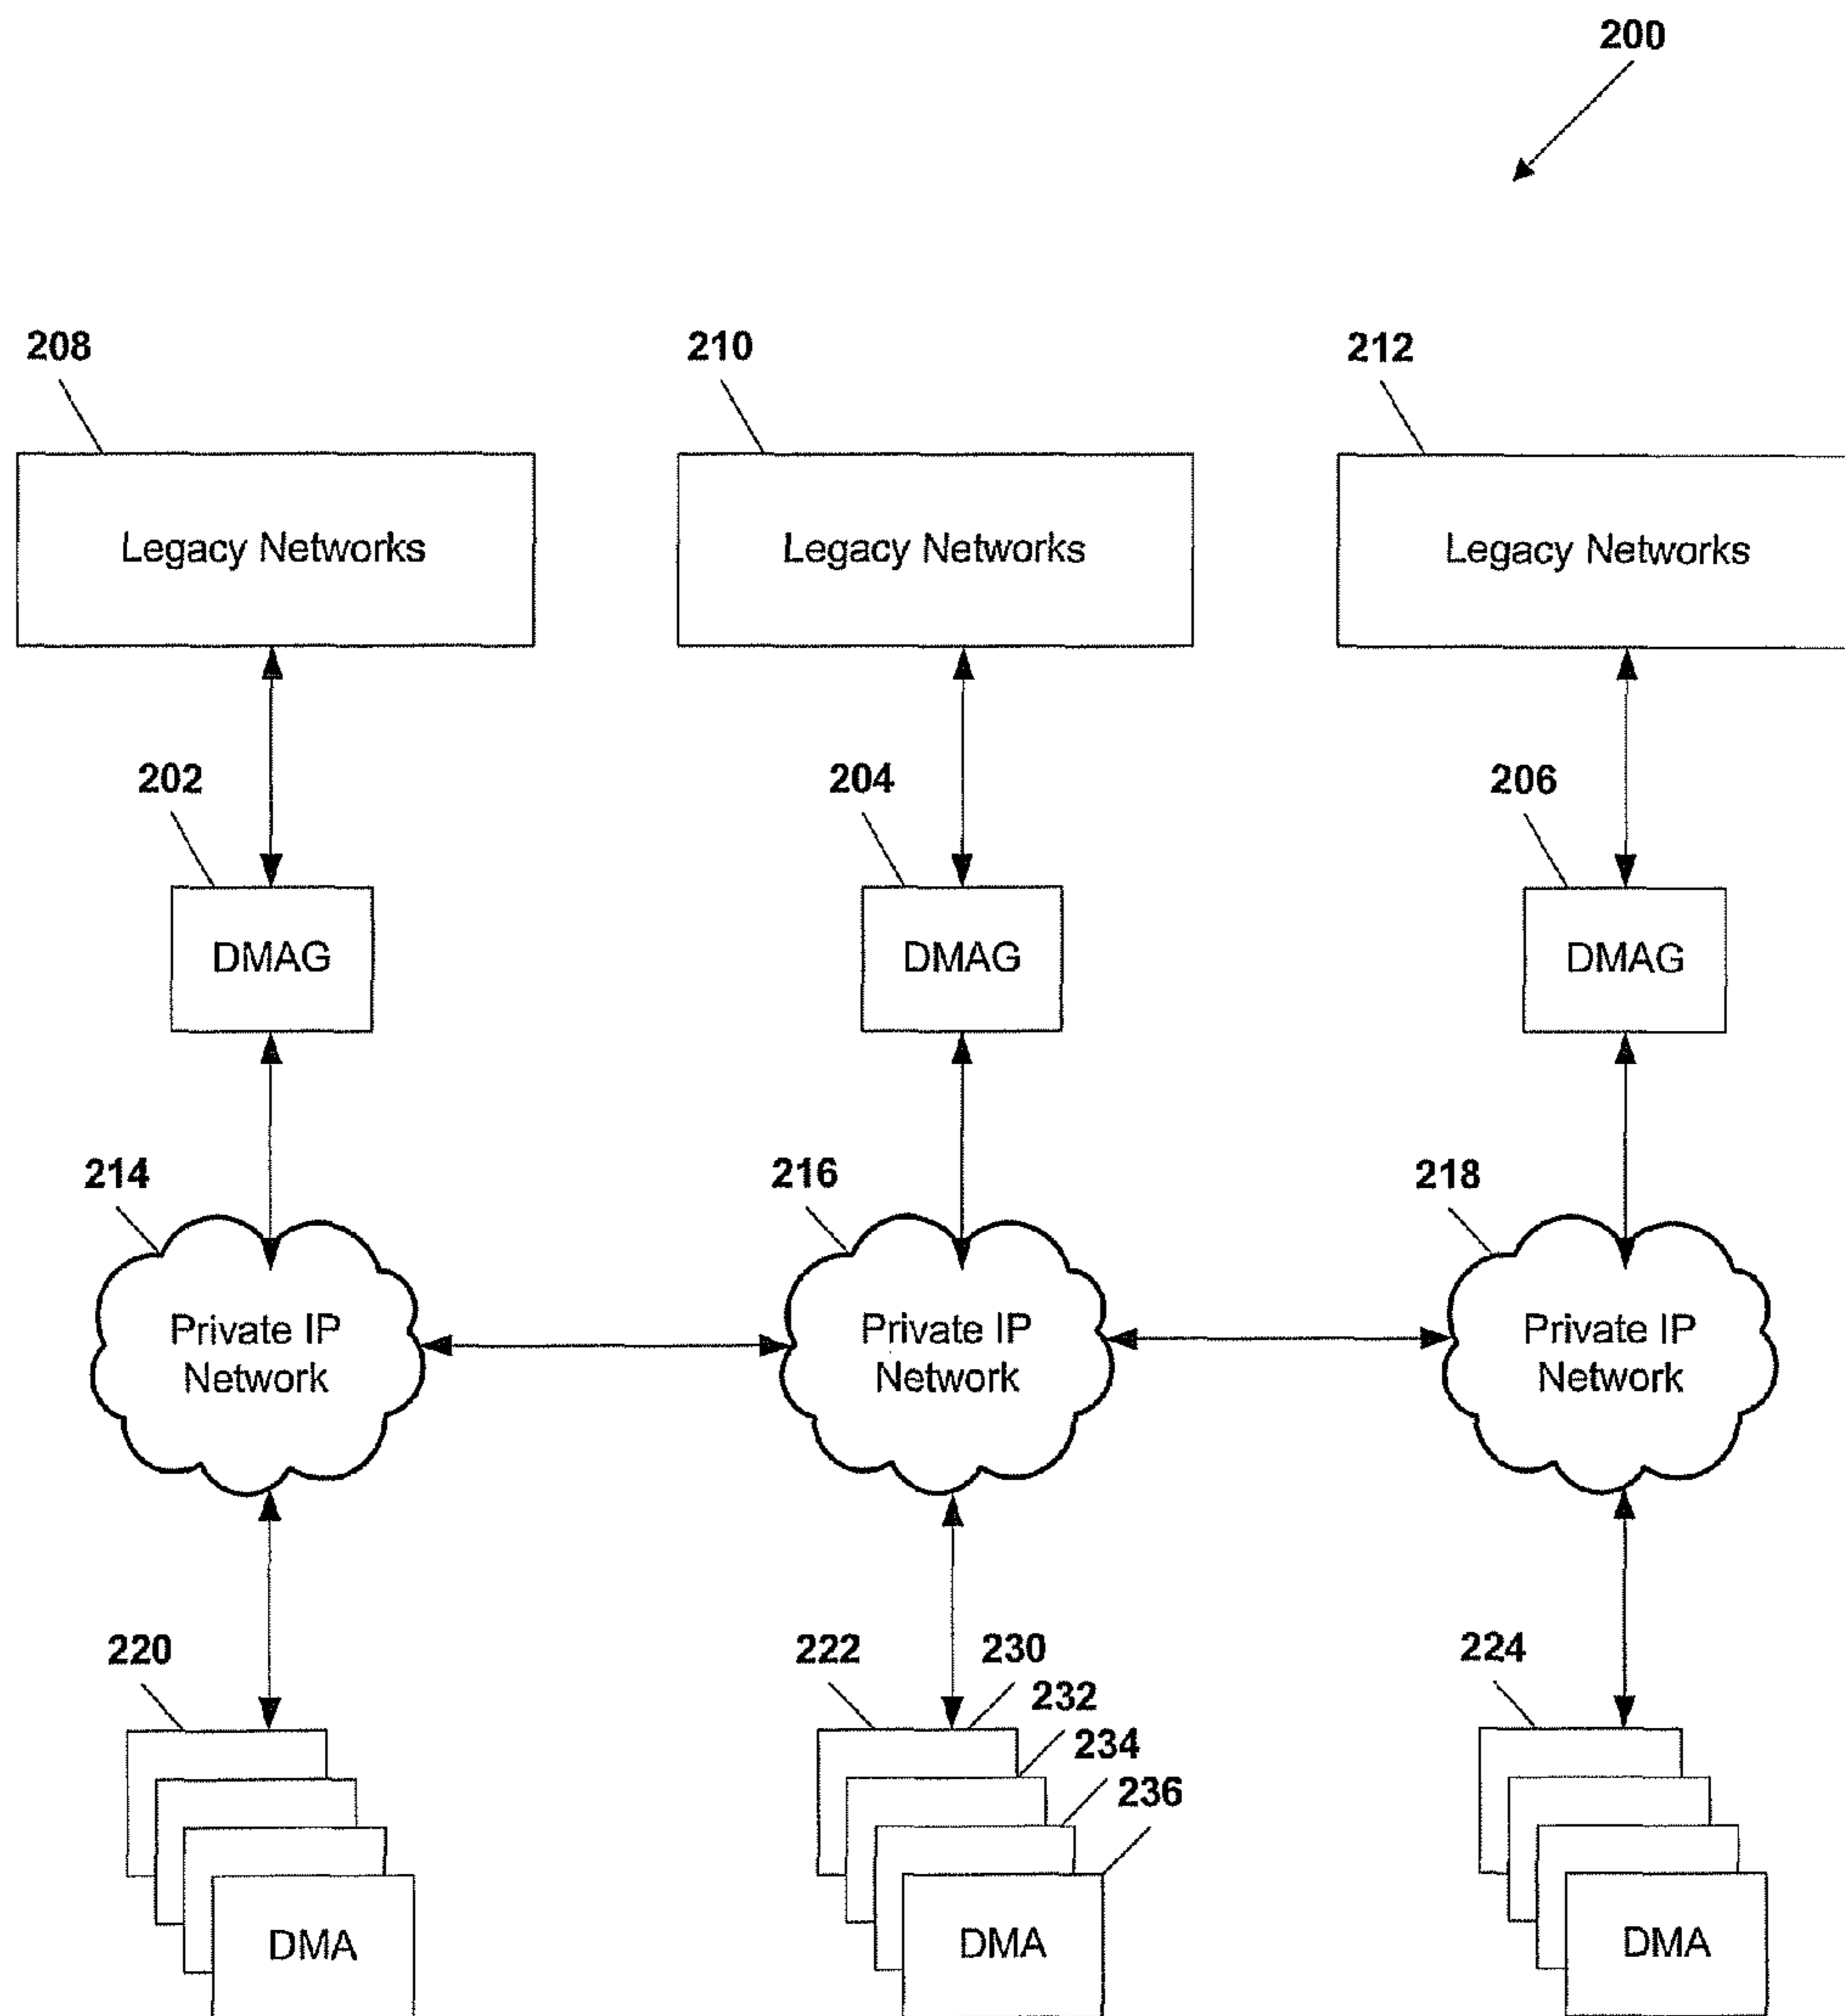 200
208
210
212
Legacy Networks
Legacy Networks
Legacy Networks
202
204
206
DMAG
DMAG
DMAG
214
216
218
Private IP
Network
Private IP
Network
Private IP
Network
220
222
230
224
232
234
236
DMA
DMA
DMA